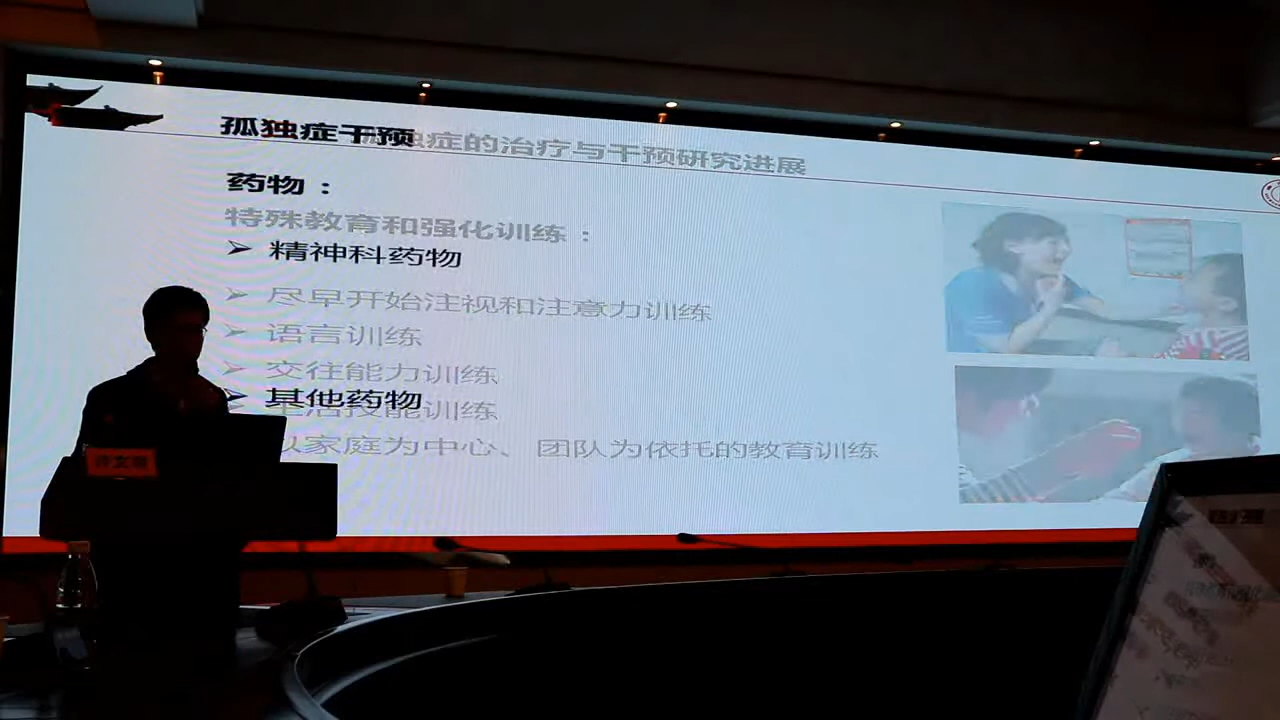 孤独症干预
孤独症的治疗与干预研究进展
药物：
特殊教育和强化训练：
精神科药物
尽早开始注视和注意力训练
语言训练
交往能力训练
其他药物
生活技能训练
以家庭为中心、团队为依托的教育训练